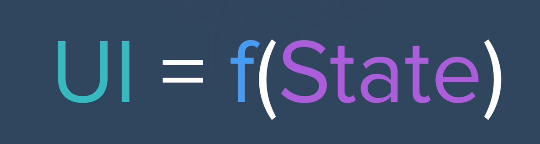 UI = f(State)